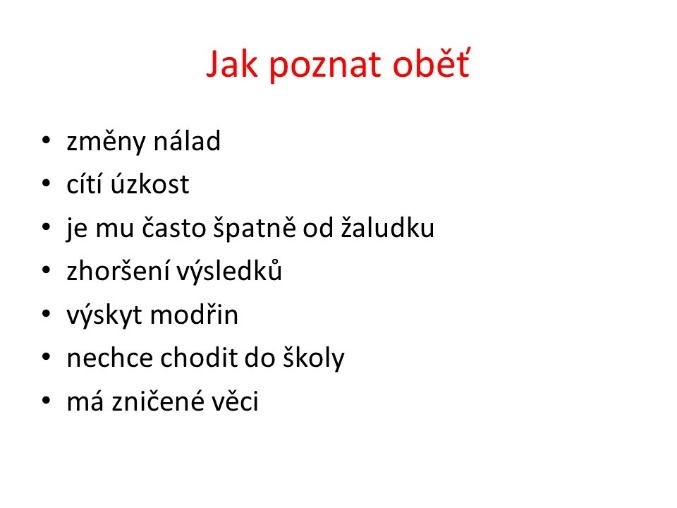 Jak poznat oběť
• změny nálad
• cítí úzkost
• je mu často špatně od žaludku
• zhoršení výsledků
• výskyt modřin
• nechce chodit do školy
• má zničené věci